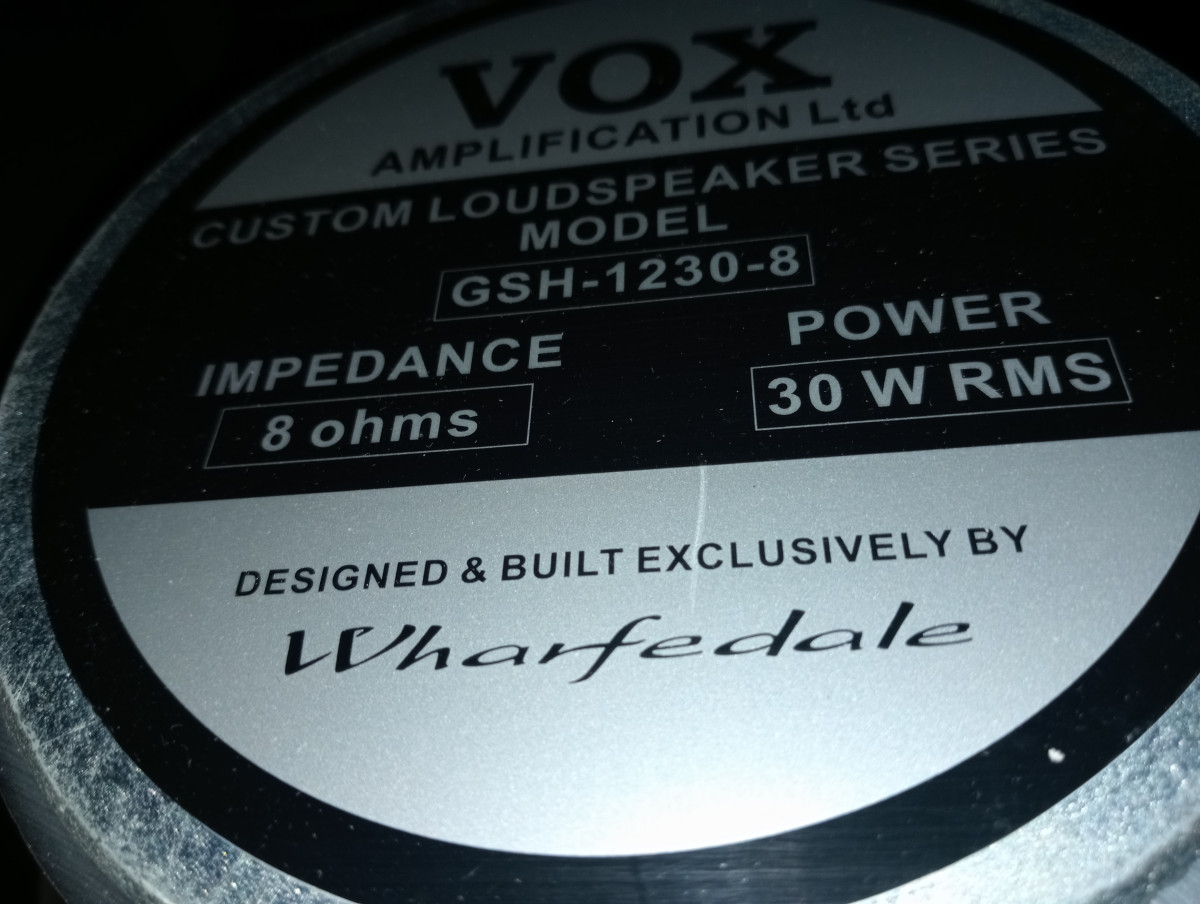 VOX
AMPLIFICATION Ltd
CUSTOM LOUDSPEAKER SERIES
MODEL
GSH-1230-8
IMPEDANCE
POWER
8 ohms
30 W RMS
DESIGNED & BUILT EXCLUSIVELY BY
Wharfedale